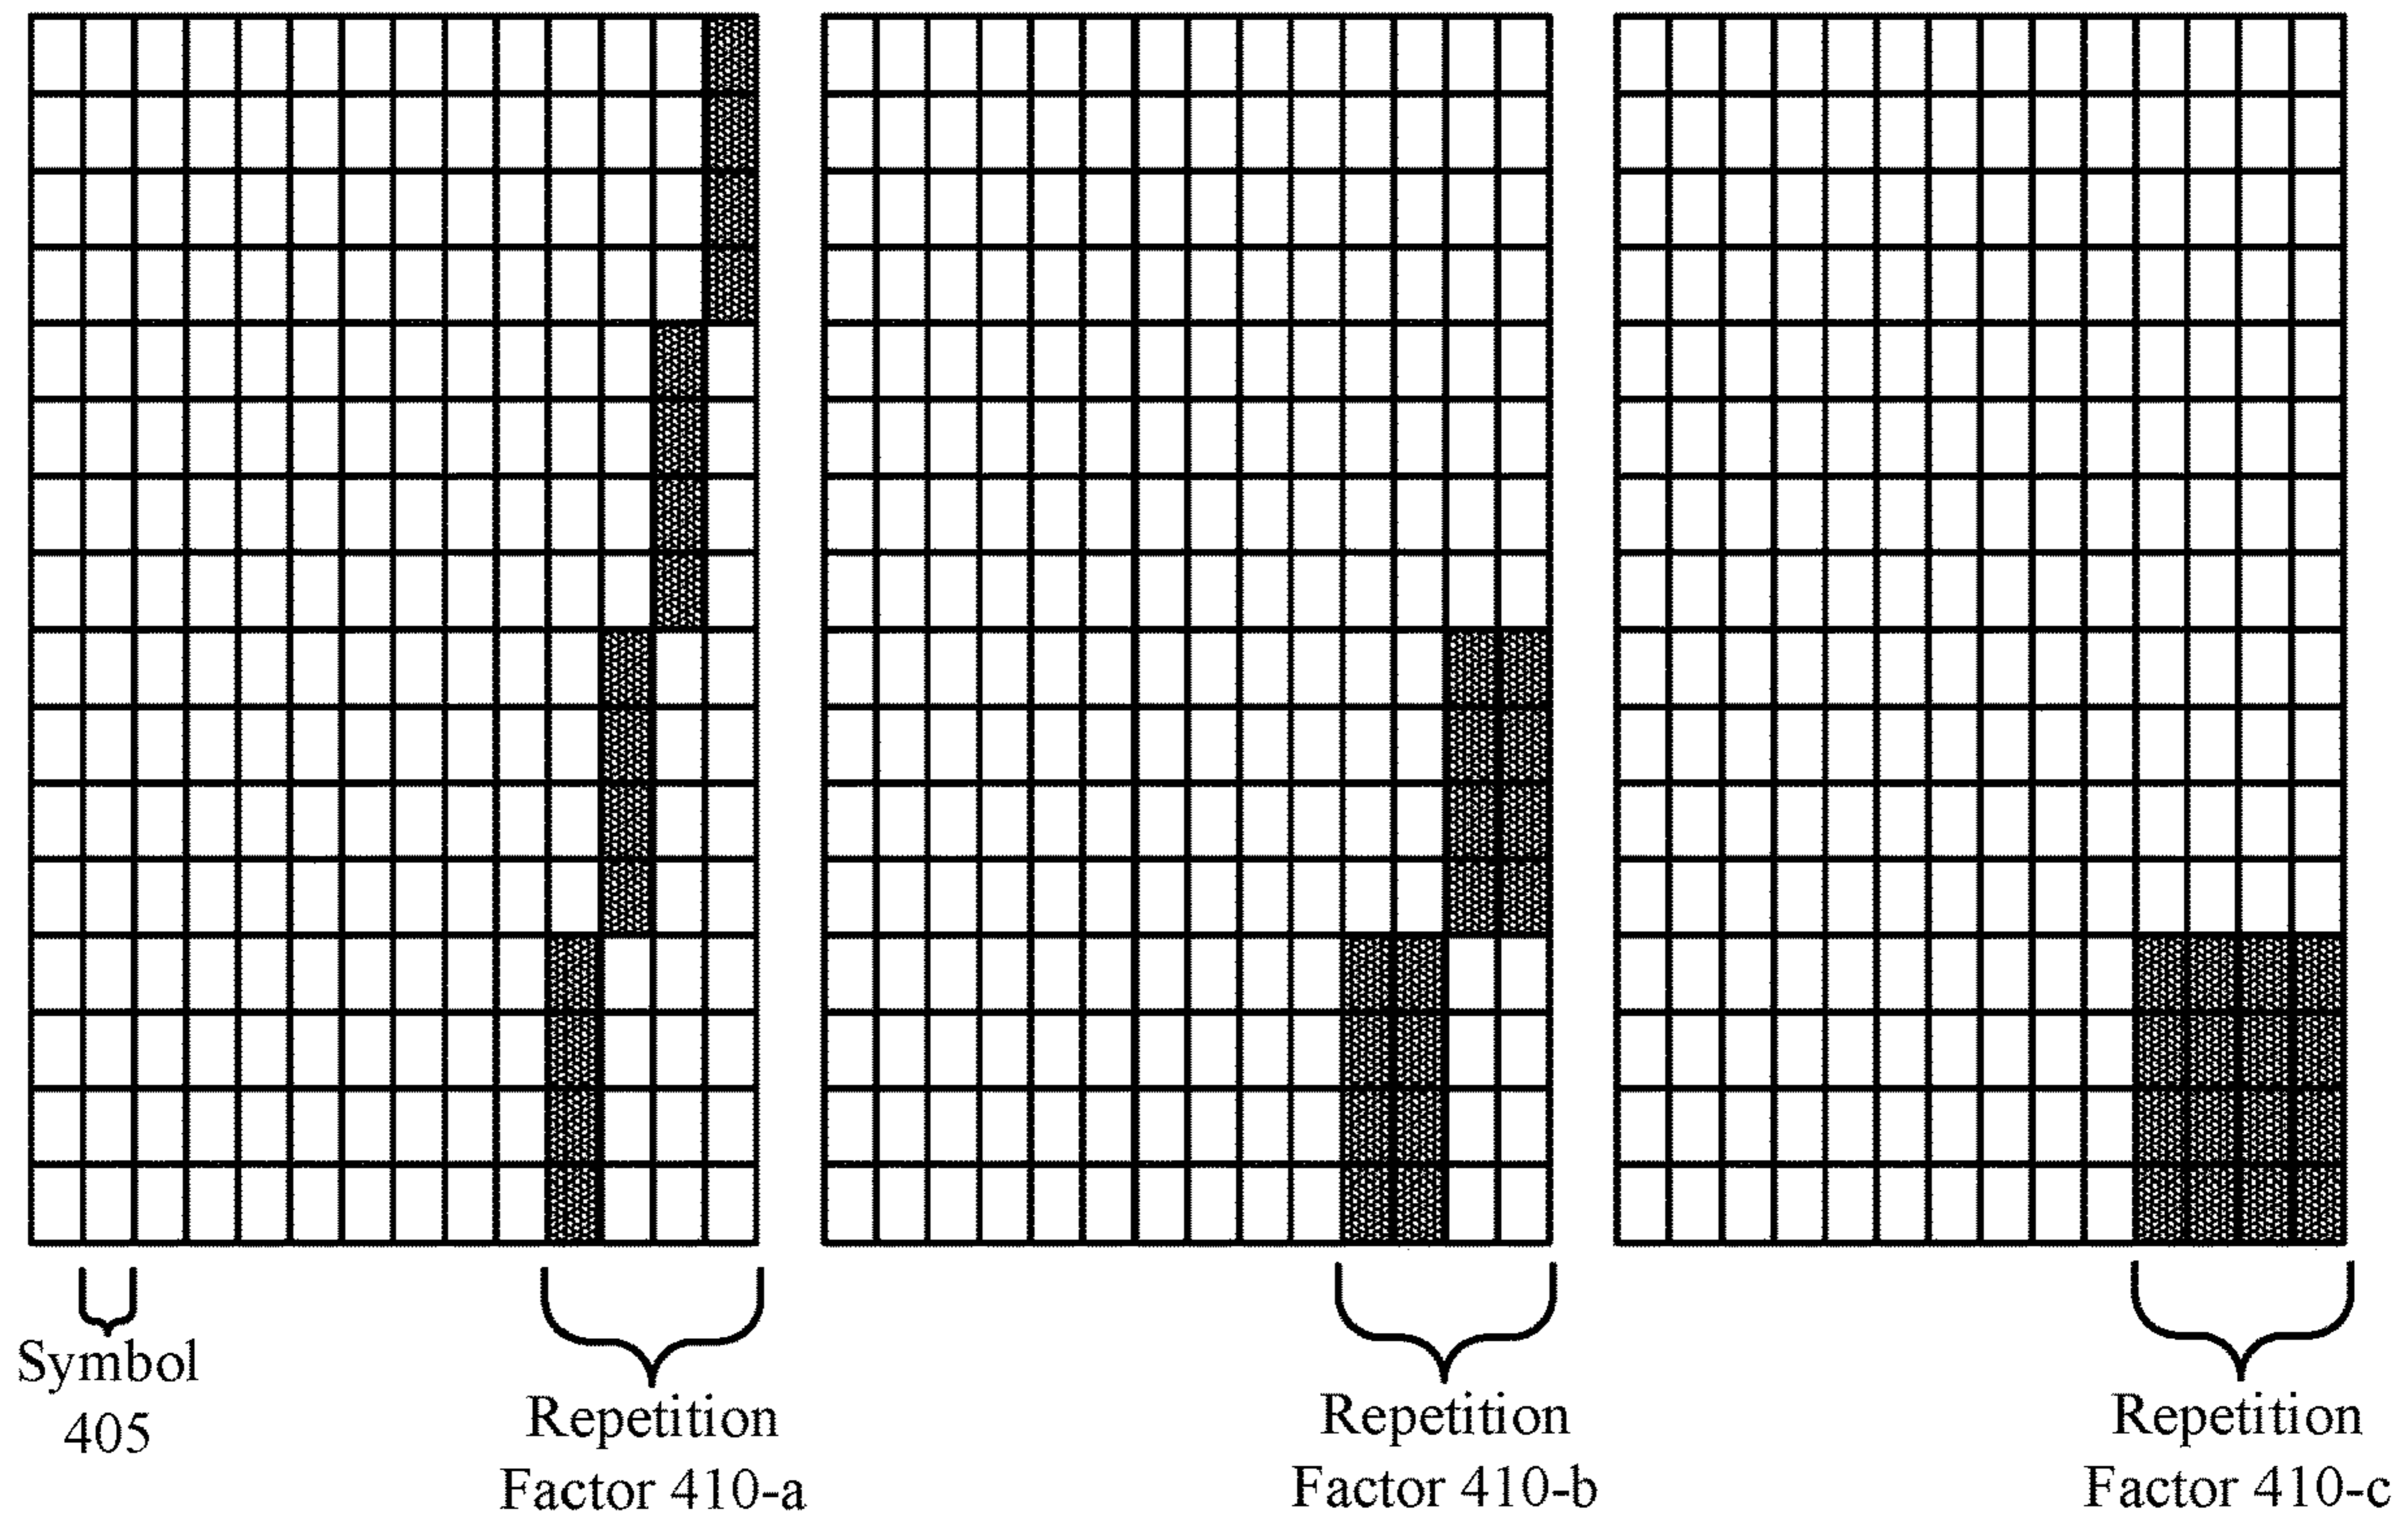 Symbol
405
Repetition
Factor 410-a
Repetition
Factor 410-b
Repetition
Factor 410-c